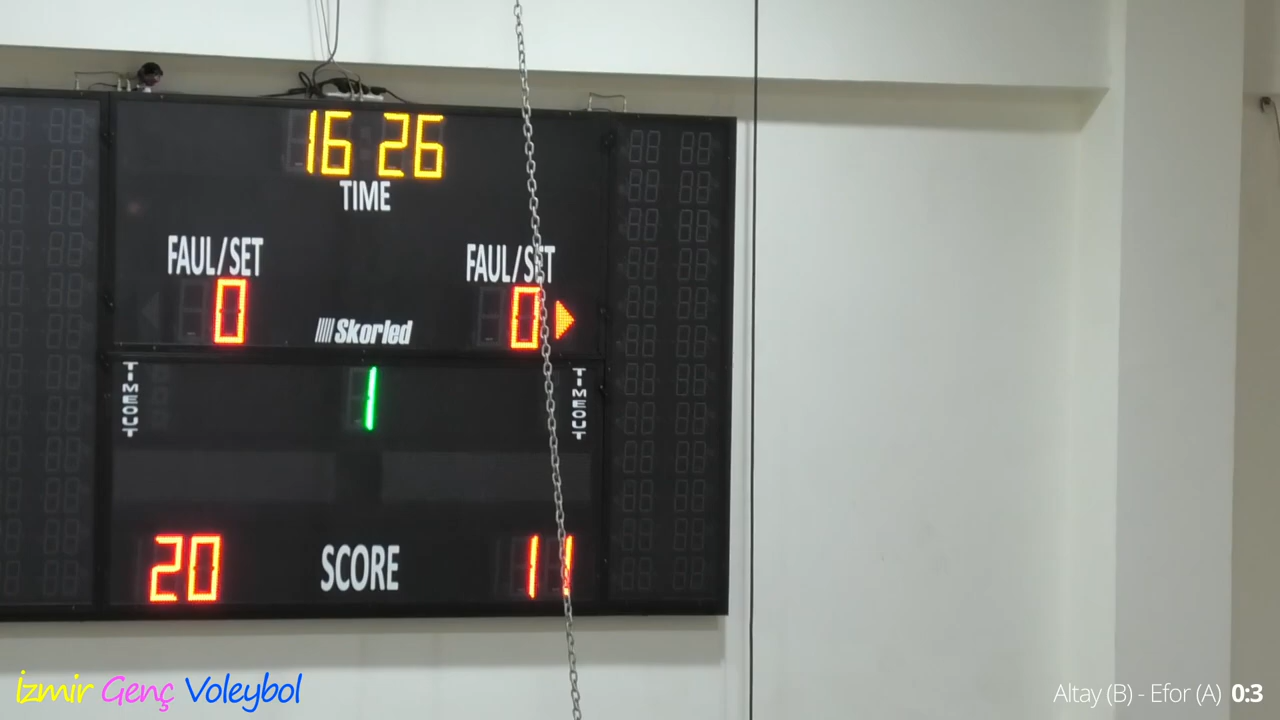 16 26
TIME
FAUL/SET FAUL/SET
0 0
Skorled
TIMEOUT 1 TIMEOUT
20 SCORE 11
İzmir Genç Voleybol
Altay (B) - Efor (A) 0:3